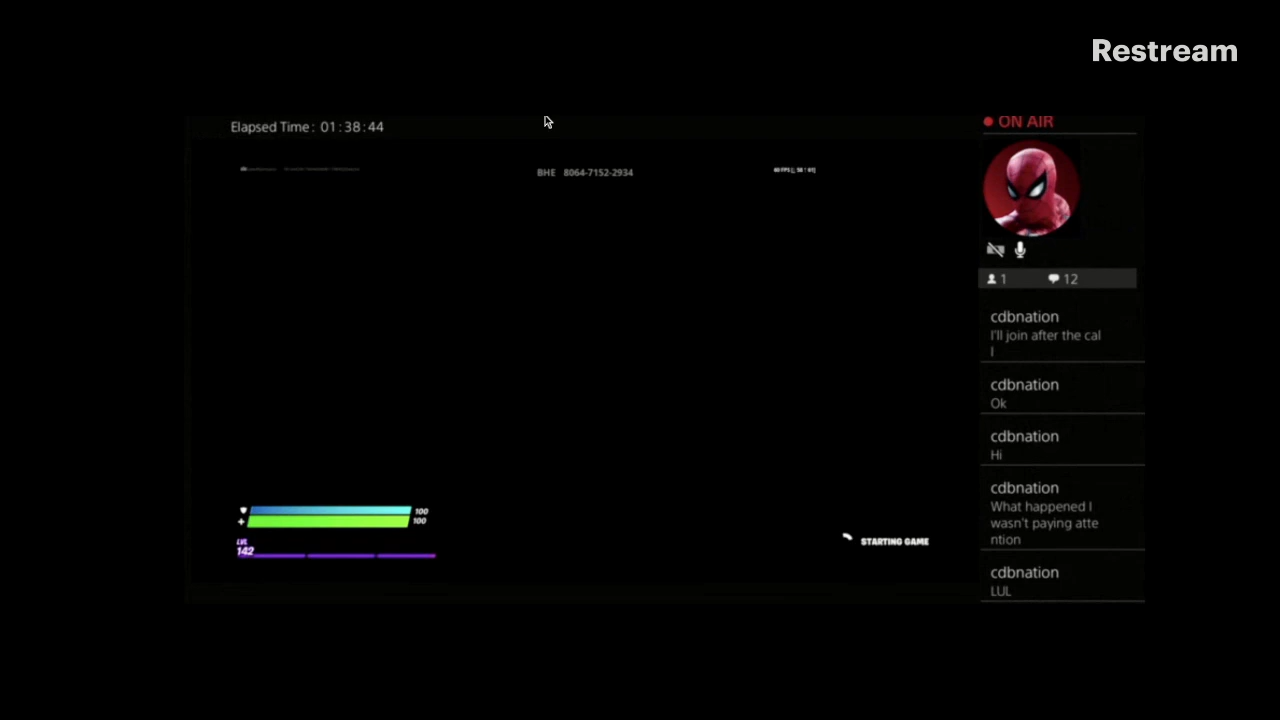 Restream
Elapsed Time: 01:38:44
ON AIR
BHE 8064-7152-2934
1 12
cdbnation
I'll join after the cal
l
cdbnation
Ok
cdbnation
Hi
cdbnation
What happened I
wasn't paying atte
ntion
cdbnation
LUL
100
100
LVL
142
STARTING GAME